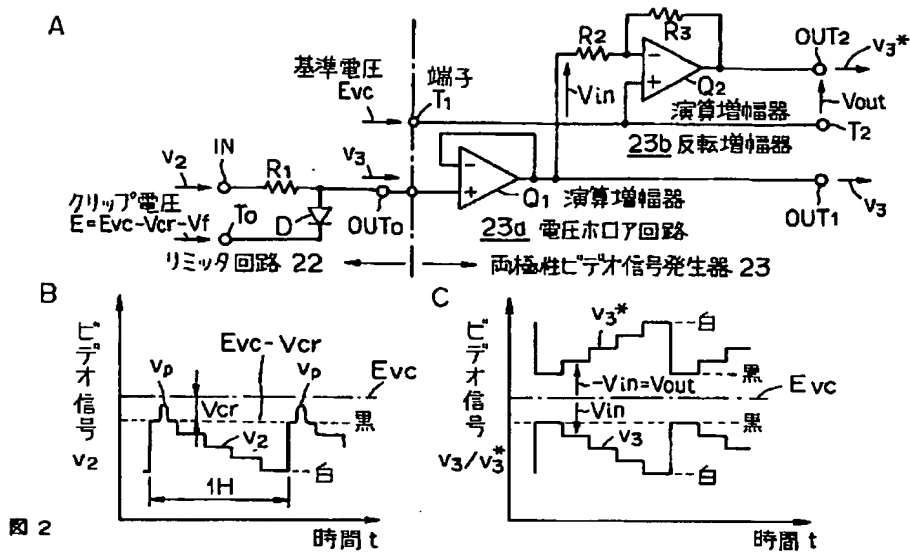 A
基準電圧
Evc
端子
T1
R2
R3
Vin
Q2
演算増幅器
23b 反転増幅器
OUT2
v3*
Vout
T2
v2
IN
R1
v3
クリップ電圧
E=Evc-Vcr-Vf
To
D
OUTo
Q1 演算増幅器
23a 電圧ホロア回路
OUT1
v3
リミッタ回路 22
両極性ビデオ信号発生器 23
B
ビデオ信号
v2
vp
Evc-Vcr
vp
Evc
Vcr
黒
v2
白
1H
時間 t
C
ビデオ信号
v3/v3*
v3*
白
黒
-Vin=Vout
Evc
Vin
黒
v3
白
時間 t
図 2